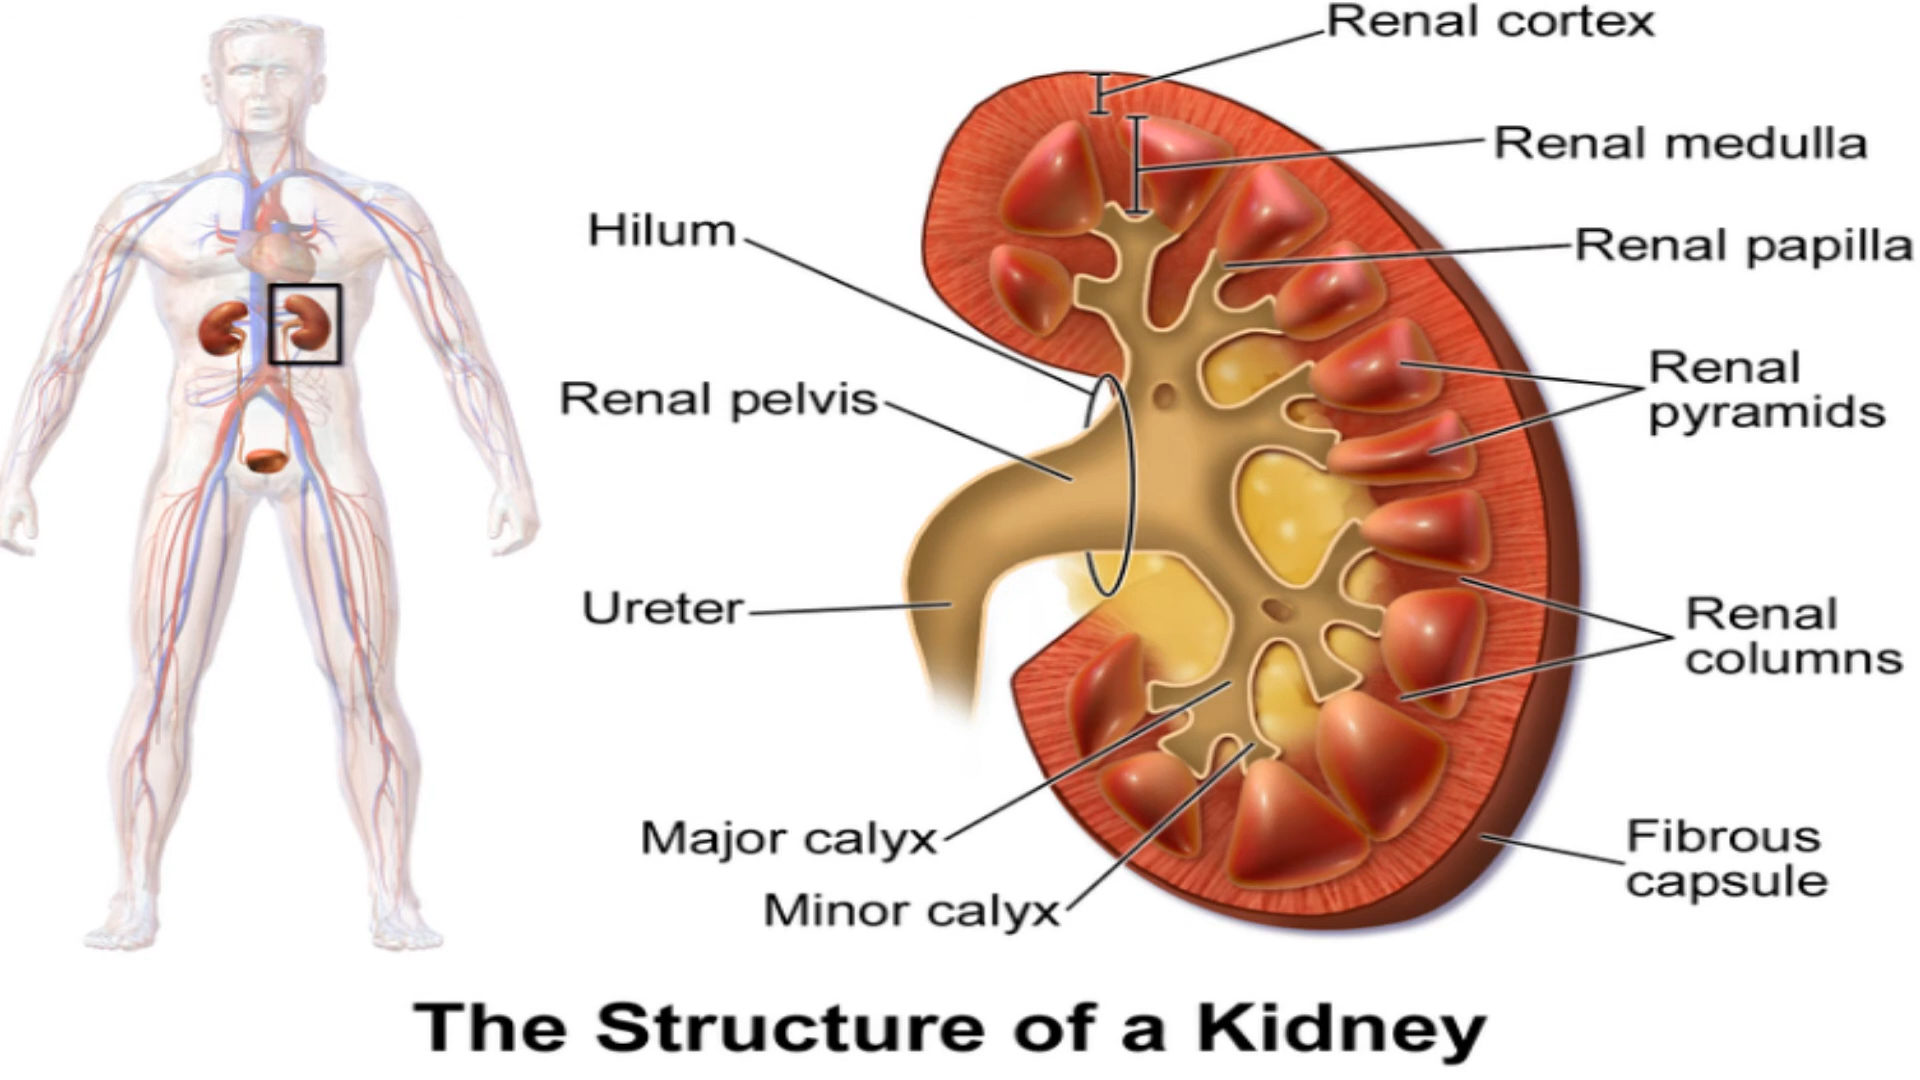 Renal cortex
Renal medulla
Hilum
Renal papilla
Renal
pyramids
Renal pelvis
Ureter
Renal
columns
Major calyx
Fibrous
capsule
Minor calyx
The Structure of a Kidney